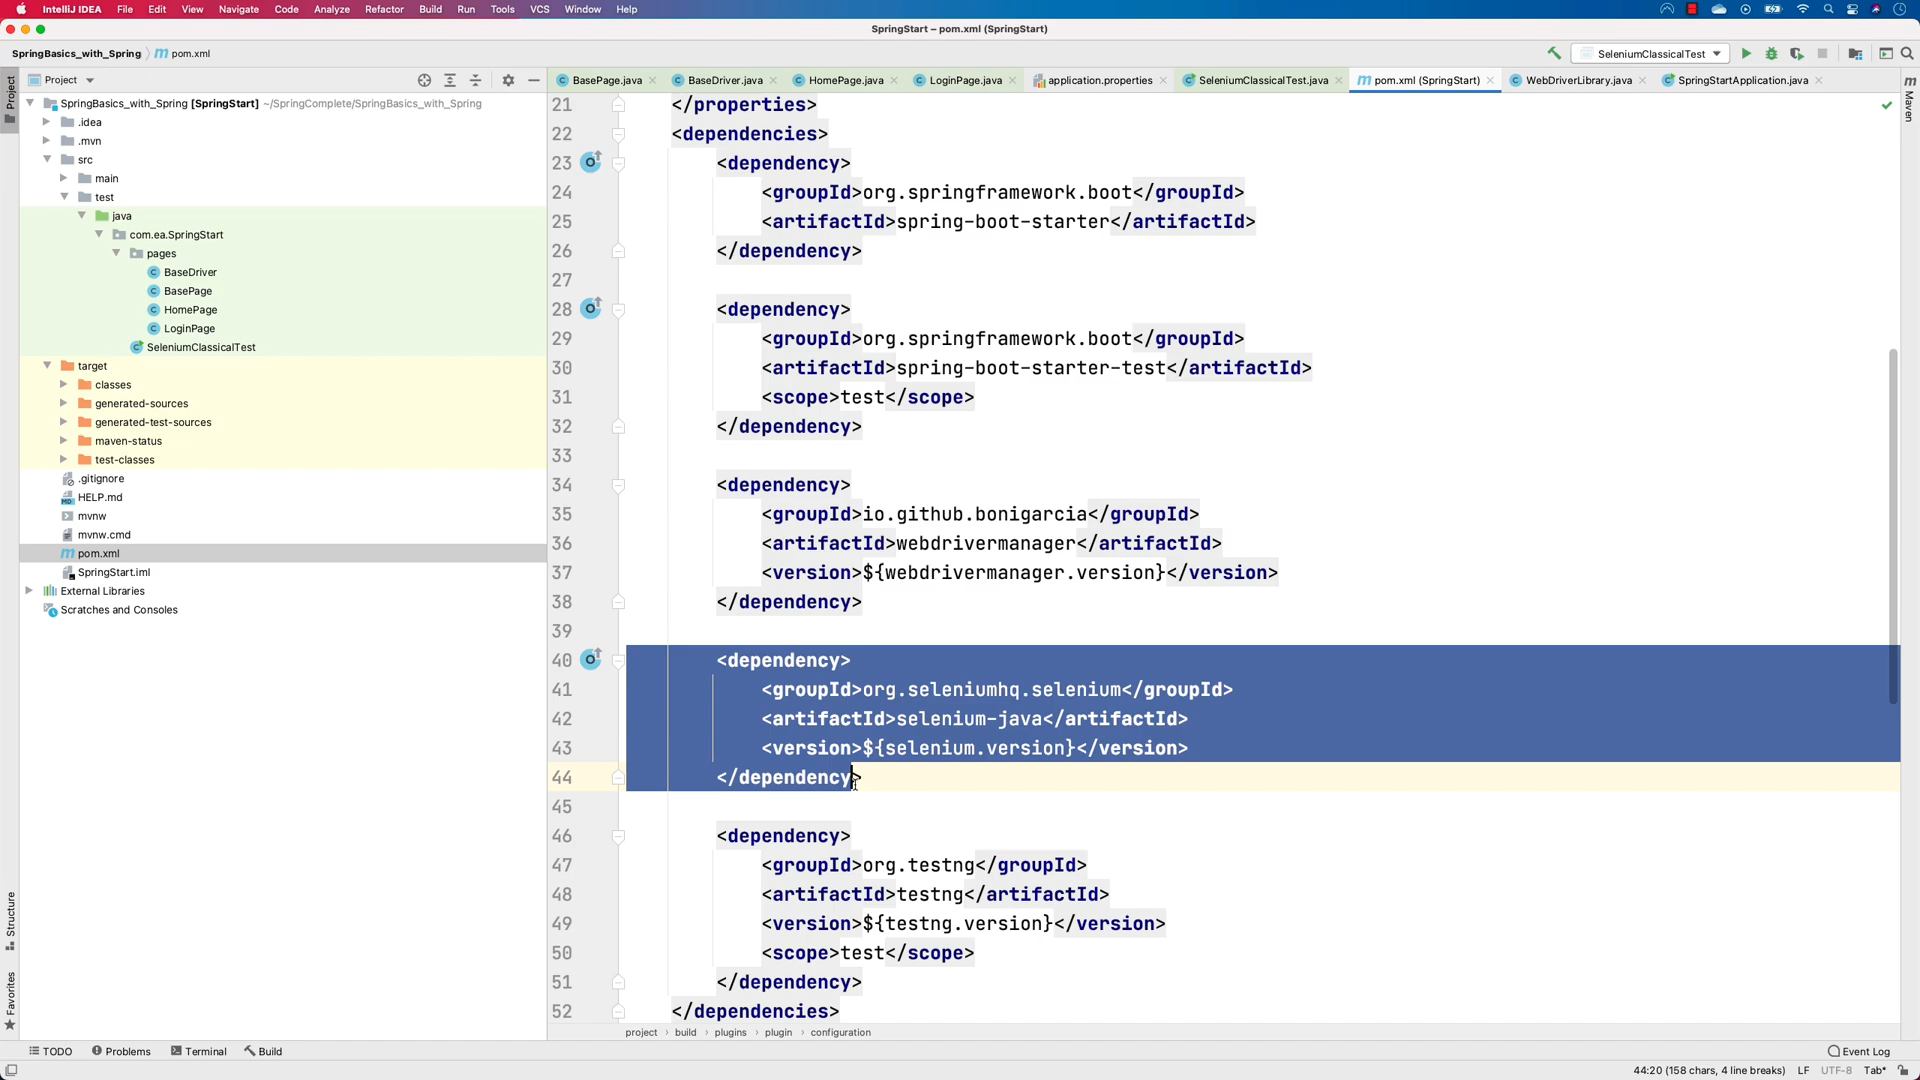 IntelliJ IDEA File Edit View Navigate Code Analyze Refactor Build Run Tools VCS Window Help
SpringStart – pom.xml (SpringStart)
SpringBasics_with_Spring m pom.xml
SeleniumClassicalTest
Project
BasePage.java BaseDriver.java HomePage.java LoginPage.java application.properties SeleniumClassicalTest.java pom.xml (SpringStart) WebDriverLibrary.java SpringStartApplication.java
Project
Structure
Favorites
Maven
SpringBasics_with_Spring [SpringStart] ~/SpringComplete/SpringBasics_with_Spring
.idea
.mvn
src
main
test
java
com.ea.SpringStart
pages
BaseDriver
BasePage
HomePage
LoginPage
SeleniumClassicalTest
target
classes
generated-sources
generated-test-sources
maven-status
test-classes
.gitignore
HELP.md
mvnw
mvnw.cmd
pom.xml
SpringStart.iml
External Libraries
Scratches and Consoles
21 </properties>
22 <dependencies>
23 <dependency>
24 <groupId>org.springframework.boot</groupId>
25 <artifactId>spring-boot-starter</artifactId>
26 </dependency>
27
28 <dependency>
29 <groupId>org.springframework.boot</groupId>
30 <artifactId>spring-boot-starter-test</artifactId>
31 <scope>test</scope>
32 </dependency>
33
34 <dependency>
35 <groupId>io.github.bonigarcia</groupId>
36 <artifactId>webdrivermanager</artifactId>
37 <version>${webdrivermanager.version}</version>
38 </dependency>
39
40 <dependency>
41 <groupId>org.seleniumhq.selenium</groupId>
42 <artifactId>selenium-java</artifactId>
43 <version>${selenium.version}</version>
44 </dependency>
45
46 <dependency>
47 <groupId>org.testng</groupId>
48 <artifactId>testng</artifactId>
49 <version>${testng.version}</version>
50 <scope>test</scope>
51 </dependency>
52 </dependencies>
project › build › plugins › plugin › configuration
TODO Problems Terminal Build Event Log
44:20 (158 chars, 4 line breaks) LF UTF-8 Tab*